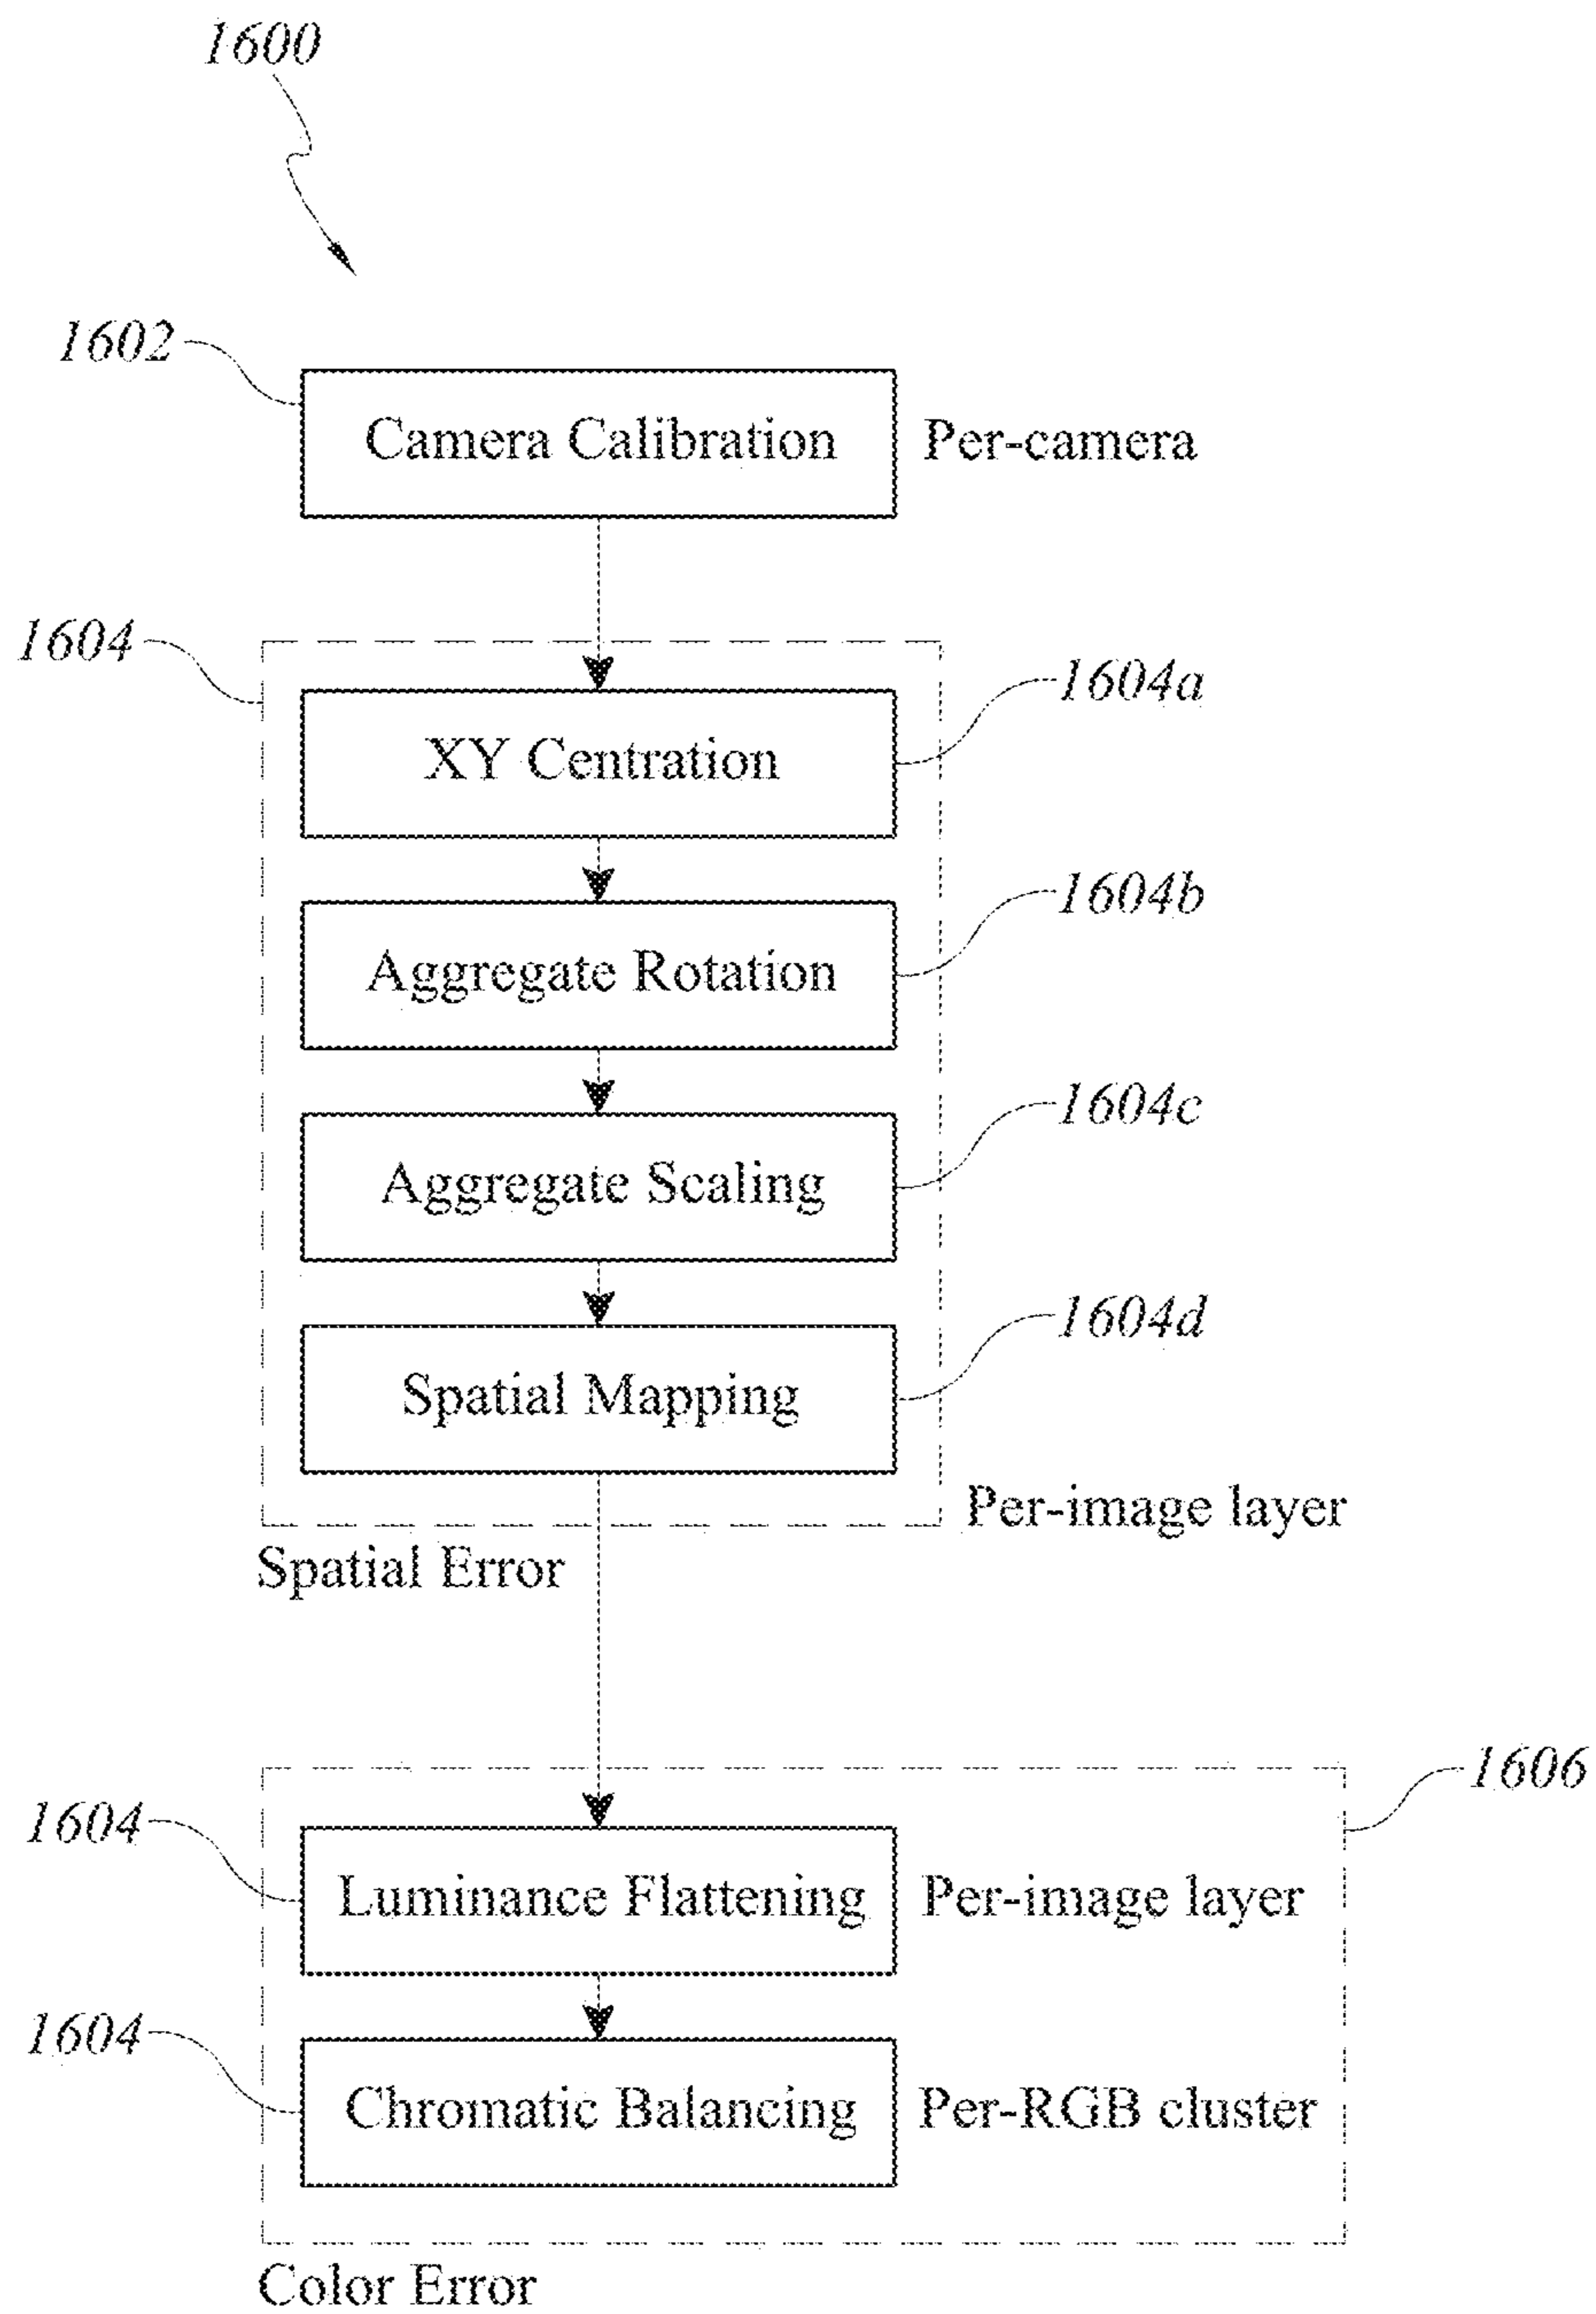 1600
1602
Camera Calibration
Per-camera
1604
1604a
XY Centration
1604b
Aggregate Rotation
1604c
Aggregate Scaling
1604d
Spatial Mapping
Per-image layer
Spatial Error
1606
1604
Luminance Flattening
Per-image layer
1604
Chromatic Balancing
Per-RGB cluster
Color Error